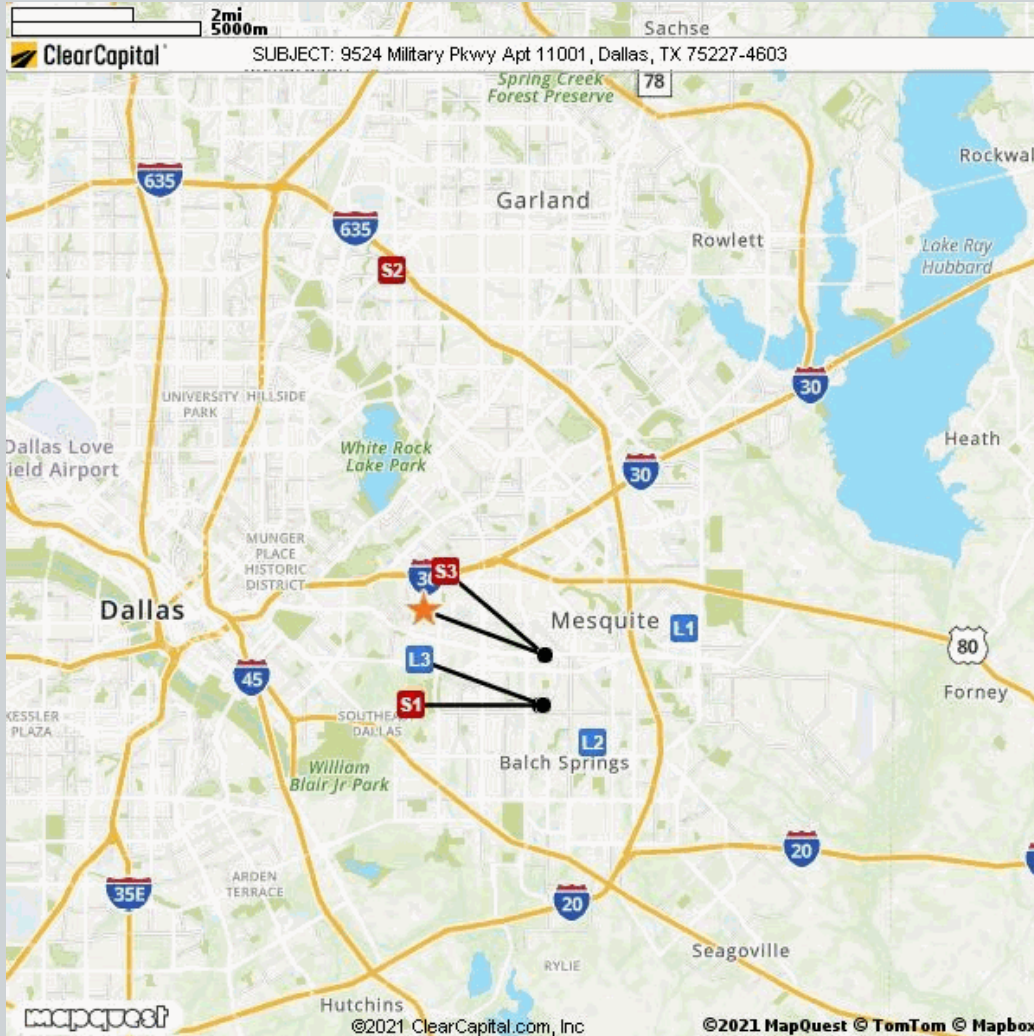 2mi
5000m
ClearCapital
SUBJECT: 9524 Military Pkwy Apt 11001, Dallas, TX 75227-4603
Sachse
Spring Creek
Forest Preserve
78
Rockwal
635
Garland
635
Rowlett
Lake Ray
Hubbard
S2
30
UNIVERSITY
PARK
HILLSIDE
Dallas Love
ield Airport
White Rock
Lake Park
Heath
30
MUNGER
PLACE
HISTORIC
DISTRICT
30
S3
Dallas
Mesquite
L1
L3
80
45
Forney
KESSLER
PLAZA
S1
SOUTHEA
DALLAS
L2
Balch Springs
William
Blair Jr Park
20
35E
ARDEN
TERRACE
20
Seagoville
RYLIE
Hutchins
mapquest
©2021 ClearCapital.com, Inc
©2021 MapQuest © TomTom © Mapbo